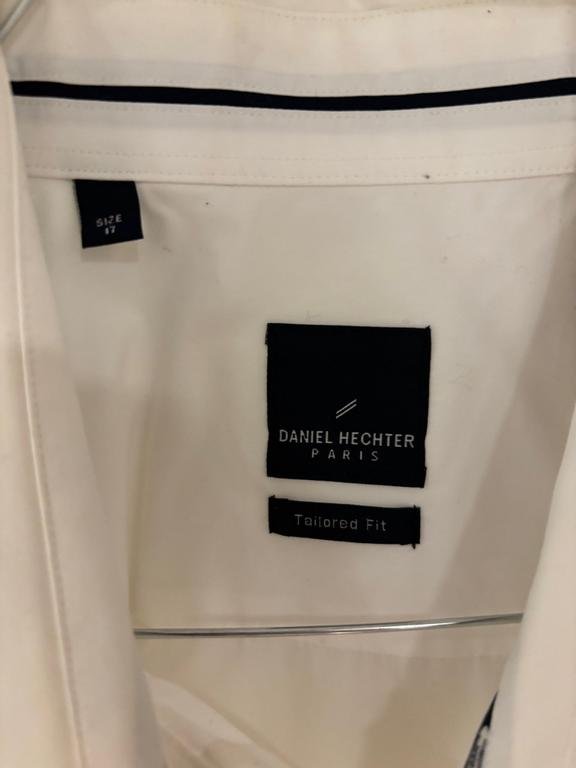 SIZE
17
DANIEL HECHTER
PARIS
Tailored Fit